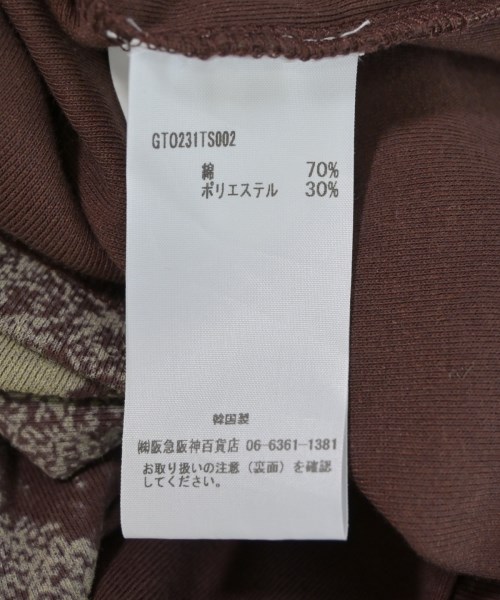 GTO231TS002
綿 70%
ポリエステル 30%
韓国製
㈱阪急阪神百貨店 06-6361-1381
お取り扱いの注意（裏面）を確認
してください。